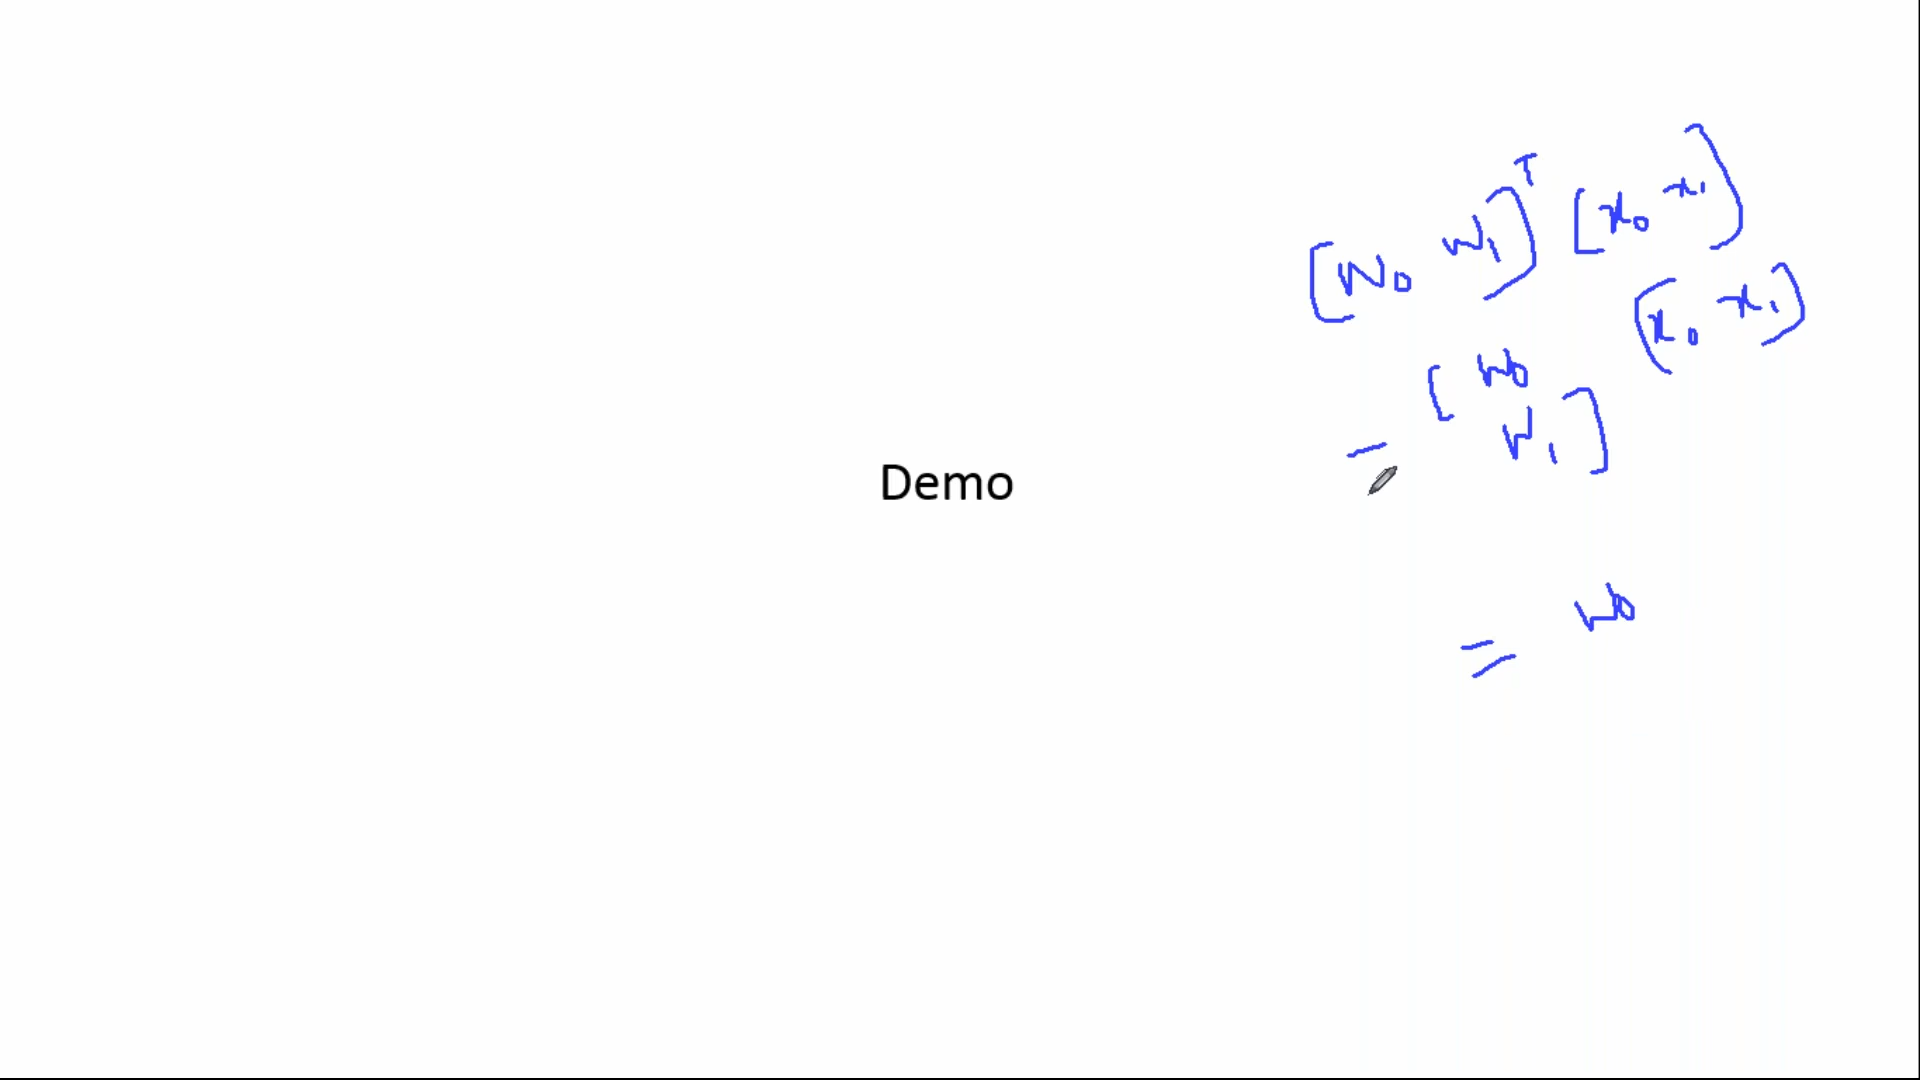 [W₀ W₁]ᵀ [x₀ x₁]
= [W₀
W₁] [x₀ x₁]
Demo
= W₀